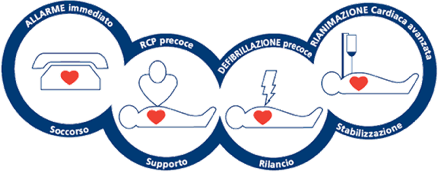 ALLARME immediato
Soccorso
RCP precoce
Supporto
DEFIBRILLAZIONE precoce
Rilancio
RIANIMAZIONE Cardiaca avanzata
Stabilizzazione